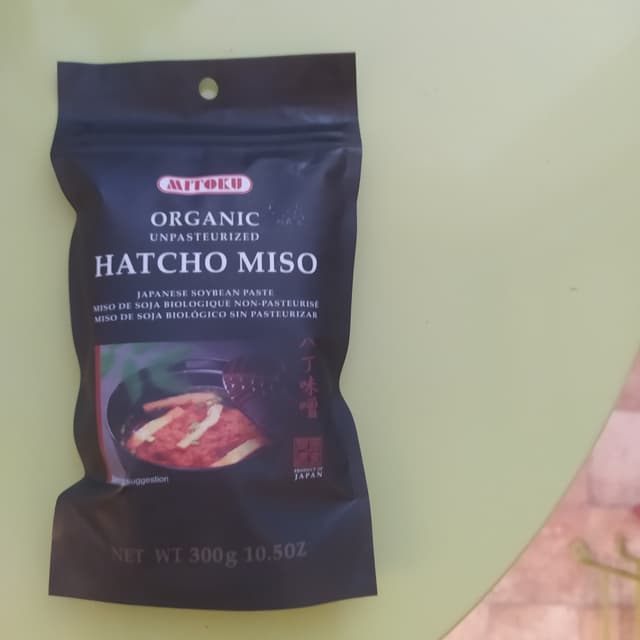 MITOKU
ORGANIC
UNPASTEURIZED
HATCHO MISO
JAPANESE SOYBEAN PASTE
MISO DE SOJA BIOLOGIQUE NON-PASTEURISÉ
MISO DE SOJA BIOLÓGICO SIN PASTEURIZAR
八丁味噌
suggestion
PRODUCT OF
JAPAN
NET WT 300g 10.5OZ